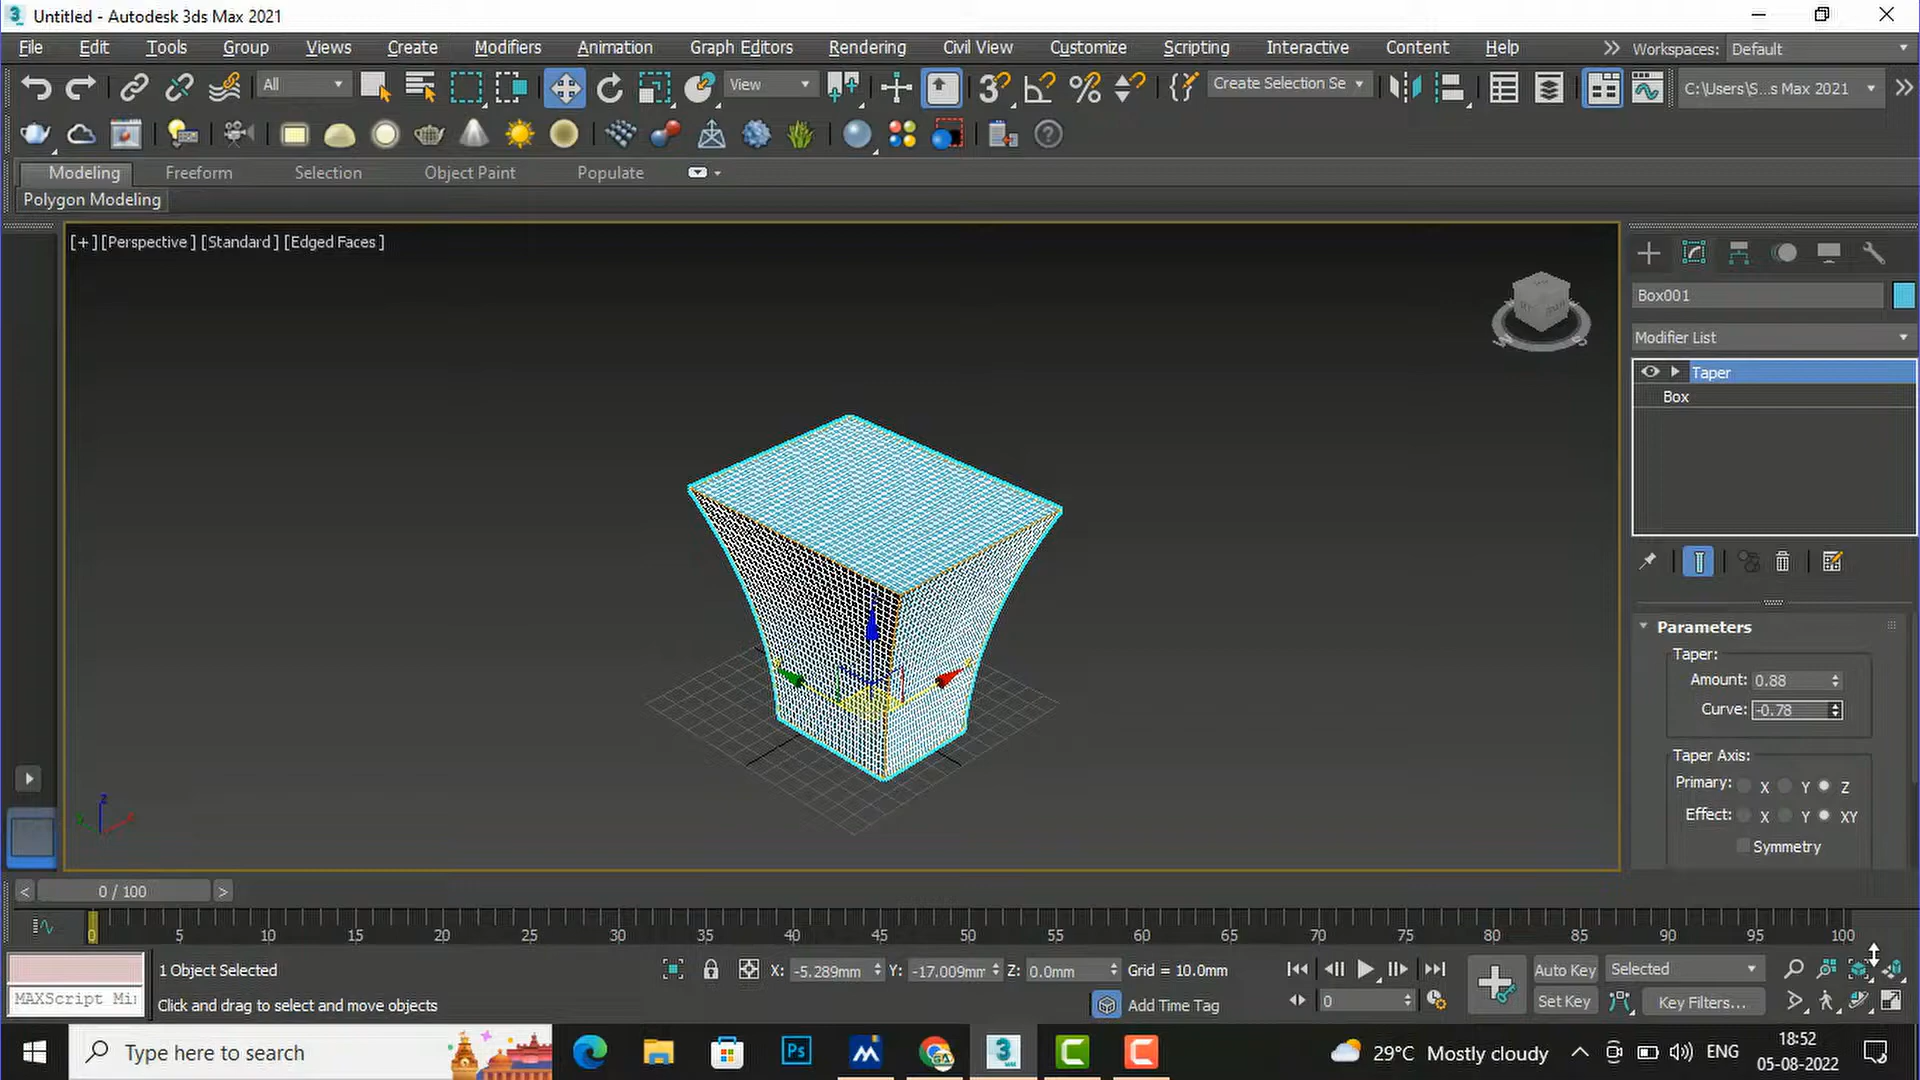 Untitled - Autodesk 3ds Max 2021
File Edit Tools Group Views Create Modifiers Animation Graph Editors Rendering Civil View Customize Scripting Interactive Content Help Workspaces: Default
All View Create Selection Se C:\Users\S...s Max 2021
Modeling Freeform Selection Object Paint Populate
Polygon Modeling
[+] [Perspective] [Standard] [Edged Faces]
Box001
Modifier List
Taper
Box
Parameters
Taper:
Amount: 0.88
Curve: -0.78
Taper Axis:
Primary: X Y Z
Effect: X Y XY
Symmetry
< 0 / 100 >
0 5 10 15 20 25 30 35 40 45 50 55 60 65 70 75 80 85 90 95 100
1 Object Selected X: -5.289mm Y: -17.009mm Z: 0.0mm Grid = 10.0mm Auto Key Selected
MAXScript Mi Click and drag to select and move objects Add Time Tag 0 Set Key Key Filters...
Type here to search Ps 29°C Mostly cloudy ENG 18:52
05-08-2022